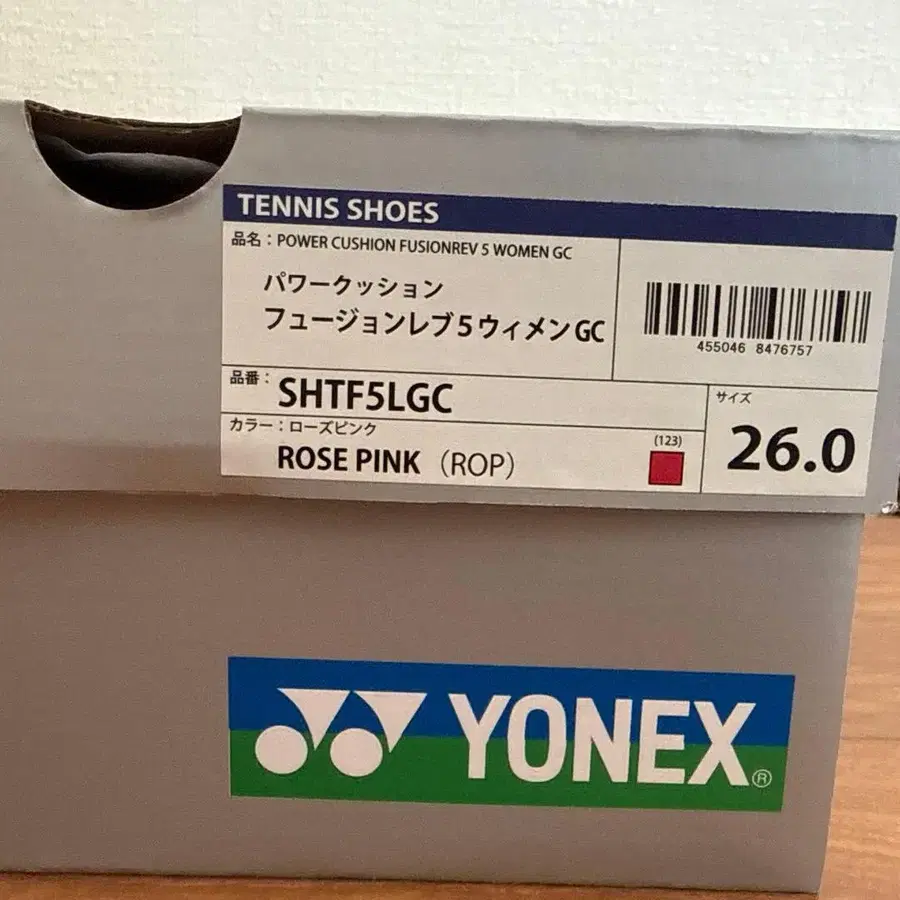 TENNIS SHOES
品名：POWER CUSHION FUSIONREV 5 WOMEN GC
パワークッション
フュージョンレブ5ウィメンGC
455046 8476757
品番：
SHTF5LGC
カラー：ローズピンク
ROSE PINK （ROP）
(123)
サイズ
26.0
YONEX®